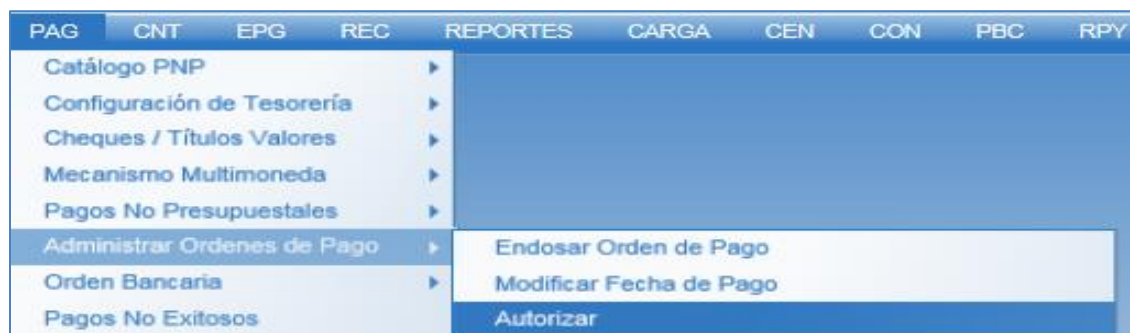 PAG CNT EPG REC REPORTES CARGA CEN CON PBC RPY
Catálogo PNP
Configuración de Tesorería
Cheques / Títulos Valores
Mecanismo Multimoneda
Pagos No Presupuestales
Administrar Ordenes de Pago
Endosar Orden de Pago
Orden Bancaria
Modificar Fecha de Pago
Pagos No Exitosos
Autorizar